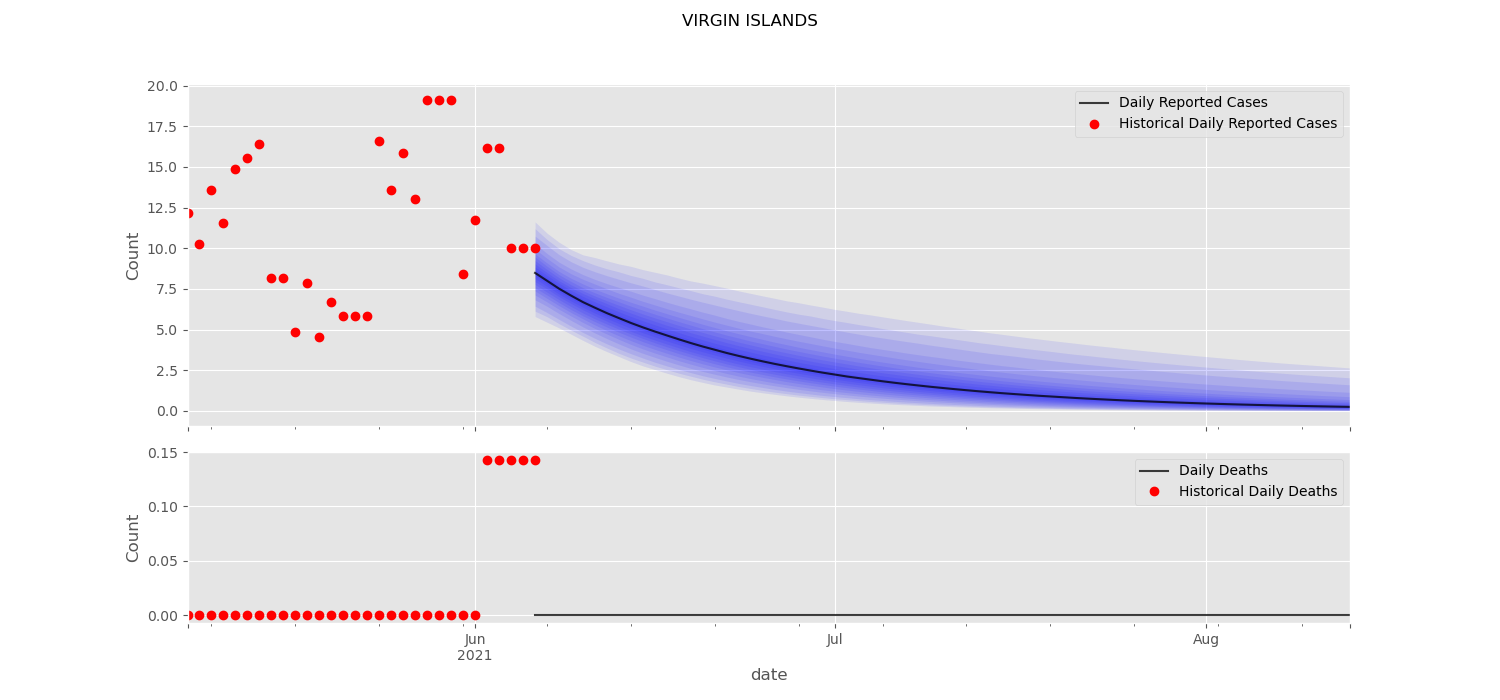 VIRGIN ISLANDS
20.0
17.5
15.0
12.5
10.0
7.5
5.0
2.5
0.0
Count
Daily Reported Cases
Historical Daily Reported Cases
0.15
0.10
0.05
0.00
Count
Daily Deaths
Historical Daily Deaths
Jun
2021
Jul
Aug
date